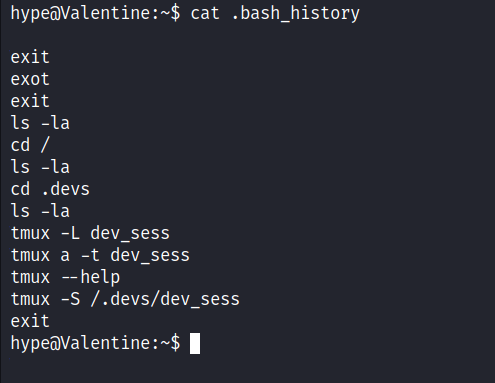 hype@Valentine:~$ cat .bash_history
exit
exot
exit
ls -la
cd /
ls -la
cd .devs
ls -la
tmux -L dev_sess
tmux a -t dev_sess
tmux --help
tmux -S /.devs/dev_sess
exit
hype@Valentine:~$